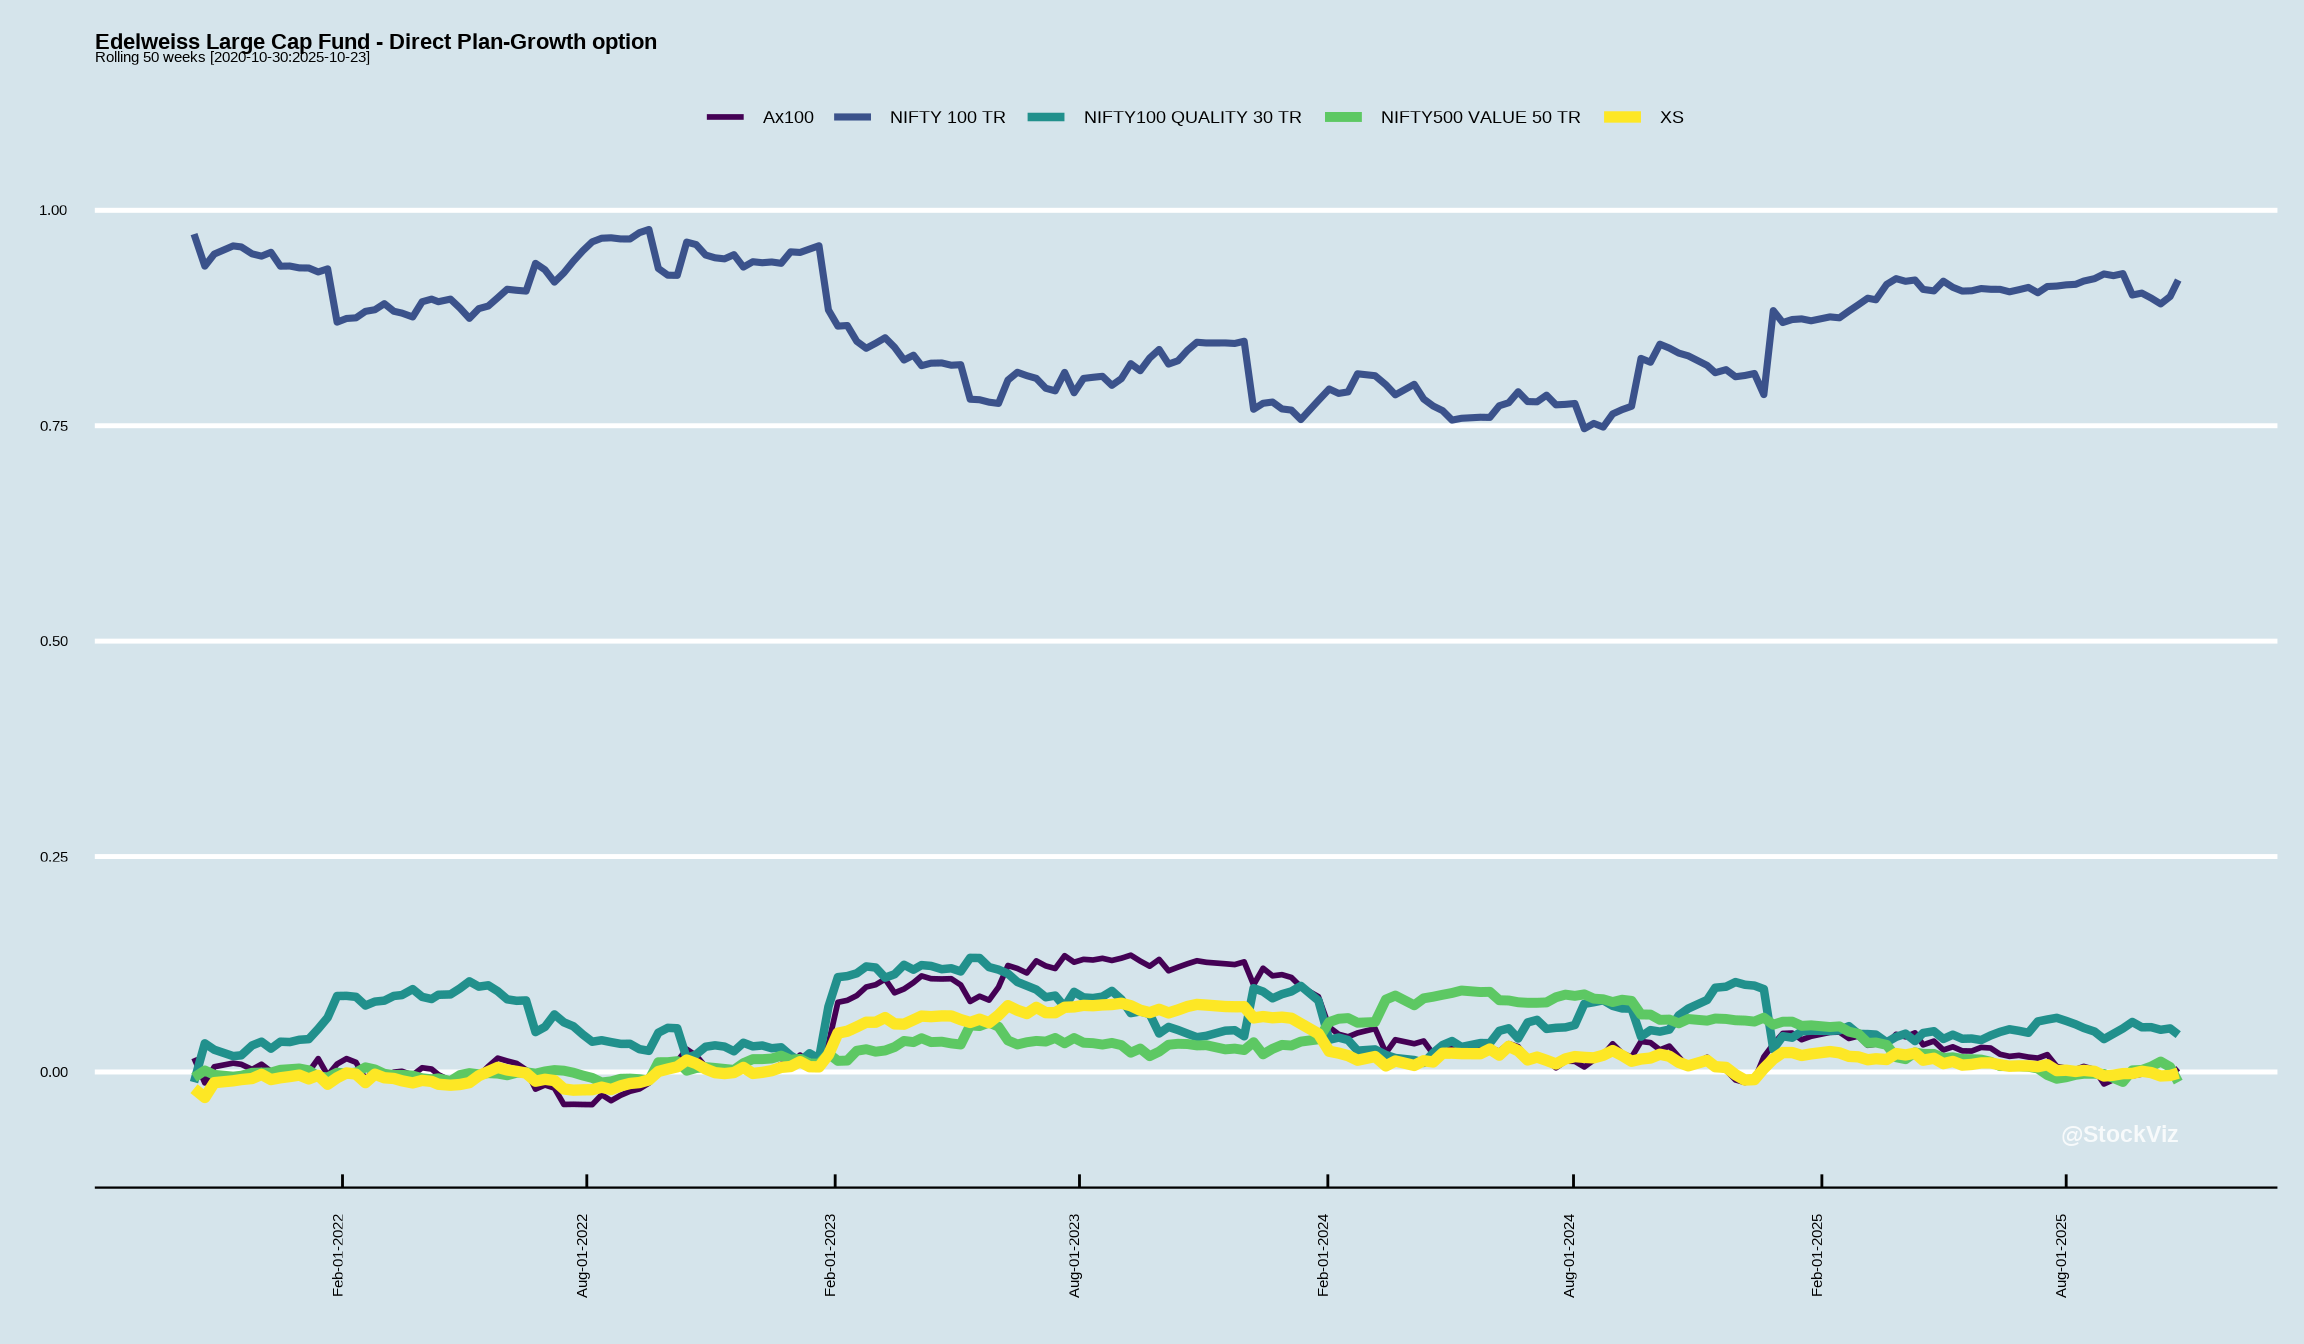 Edelweiss Large Cap Fund - Direct Plan-Growth option
Rolling 50 weeks [2020-10-30:2025-10-23]
Ax100 NIFTY 100 TR NIFTY100 QUALITY 30 TR NIFTY500 VALUE 50 TR XS
1.00
0.75
0.50
0.25
0.00
@StockViz
Feb-01-2022 Aug-01-2022 Feb-01-2023 Aug-01-2023 Feb-01-2024 Aug-01-2024 Feb-01-2025 Aug-01-2025